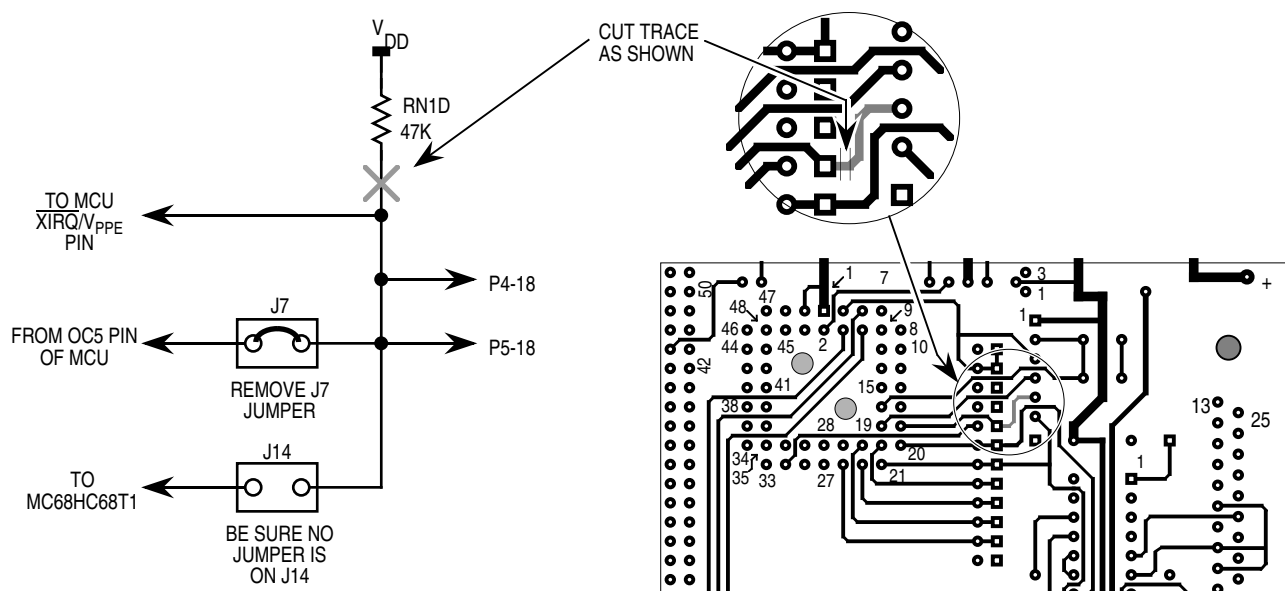 V
DD
RN1D
47K
CUT TRACE
AS SHOWN
TO MCU
XIRQ/VPPE
PIN
P4-18
J7
FROM OC5 PIN
OF MCU
P5-18
REMOVE J7
JUMPER
J14
TO
MC68HC68T1
BE SURE NO
JUMPER IS
ON J14
50
47
1
7
3
1
+
48
9
1
46
8
44
45
2
10
42
41
15
38
13
25
28
19
34
20
1
35
33
27
21